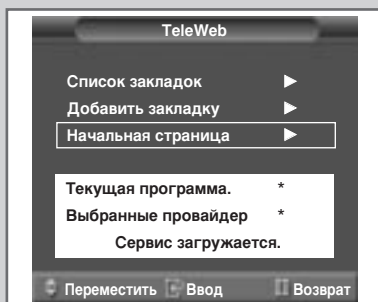 TeleWeb
Список закладок ►
Добавить закладку ►
Начальная страница ►
Текущая программа. *
Выбранные провайдер *
Сервис загружается.
Переместить Ввод Возврат